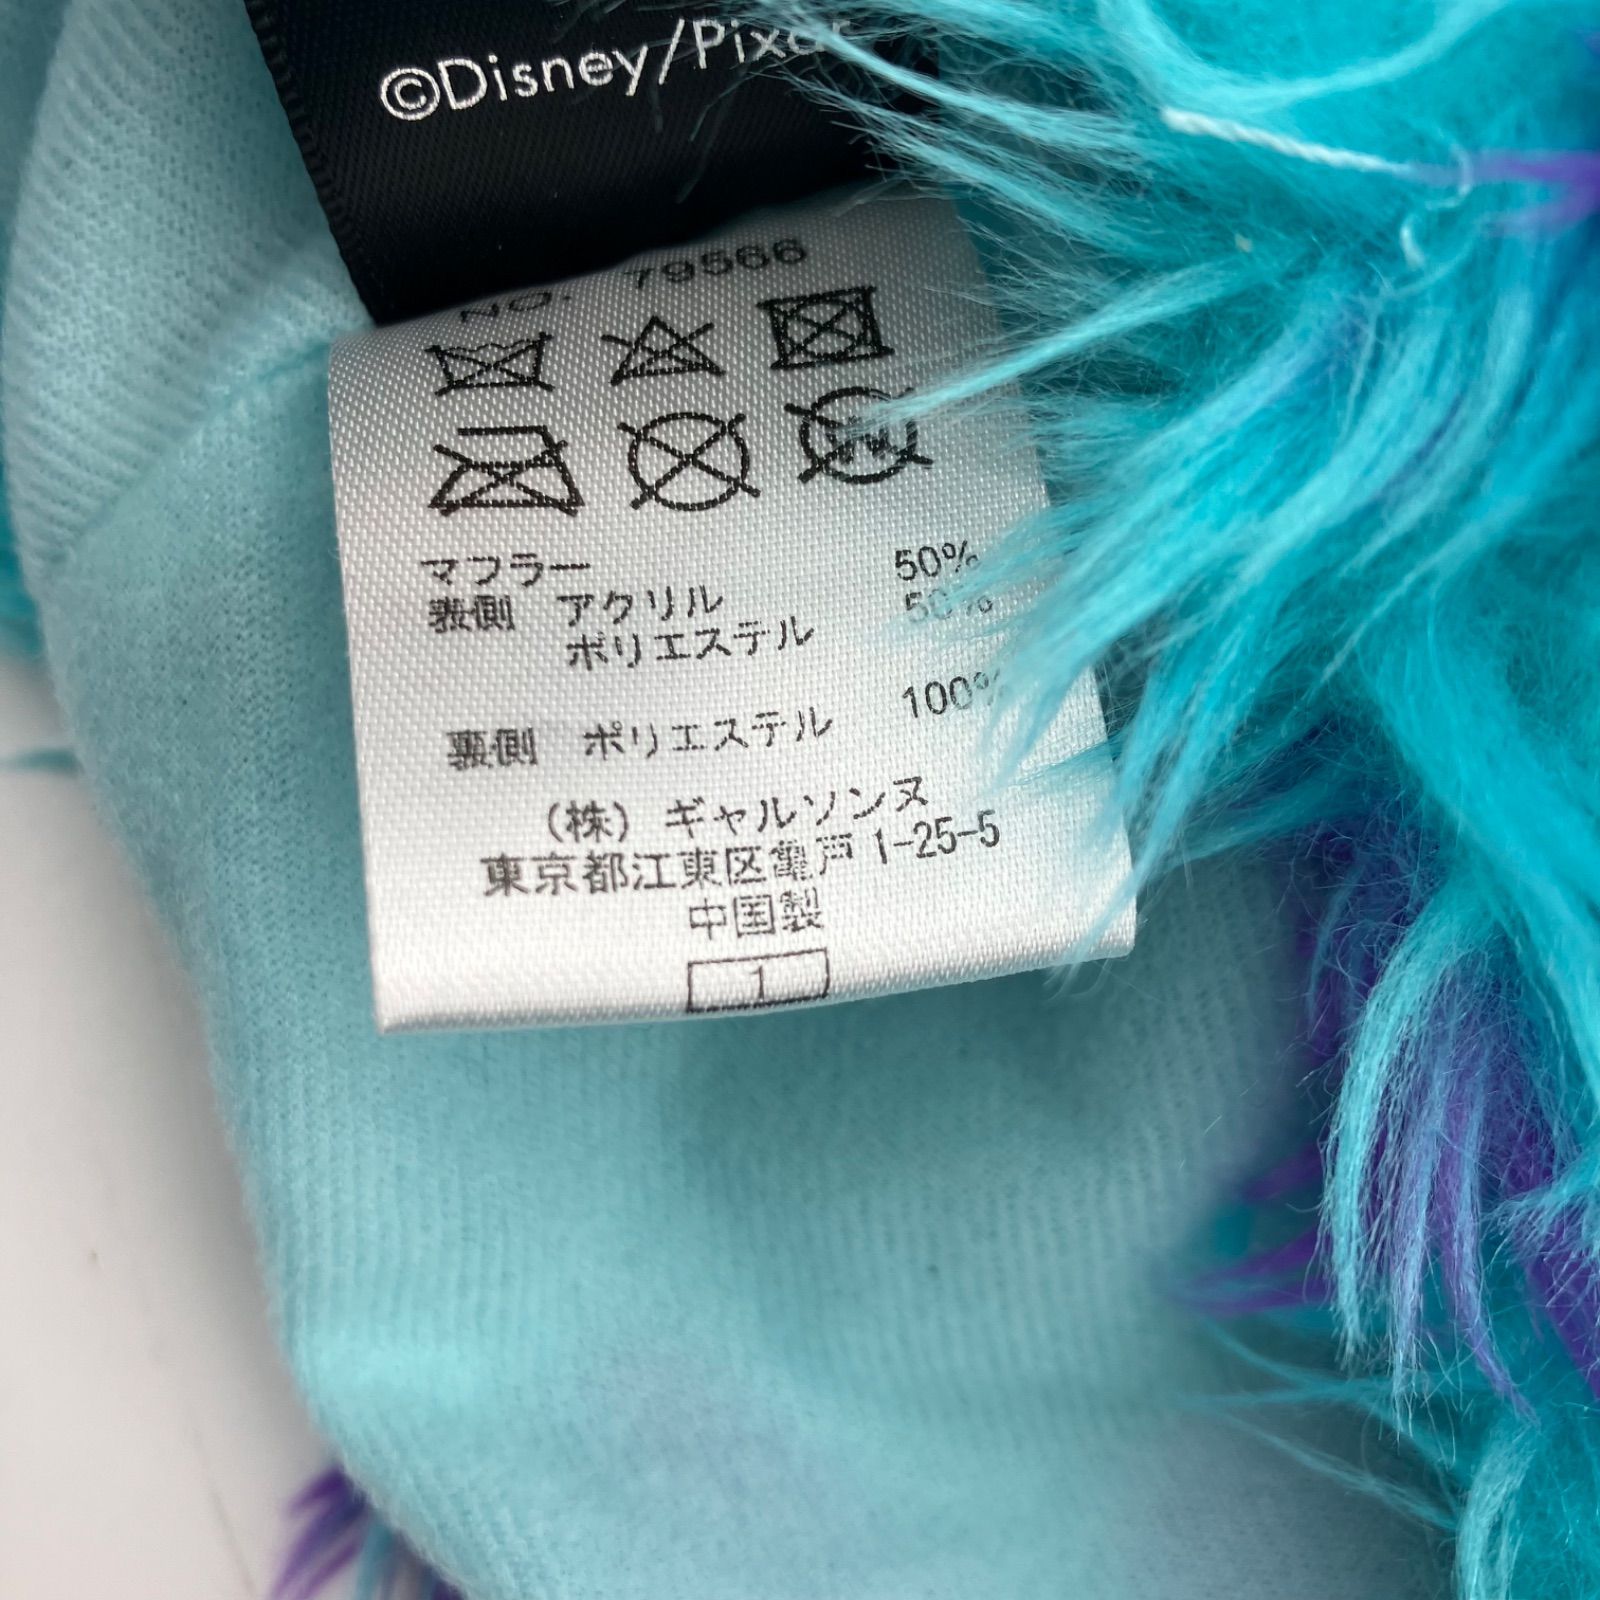 ©Disney/Pixar
NO. 79566
マフラー
表側 アクリル 50%
ポリエステル 50%
裏側 ポリエステル 100%
(株) ギャルソンヌ
東京都江東区亀戸 1-25-5
中国製
1